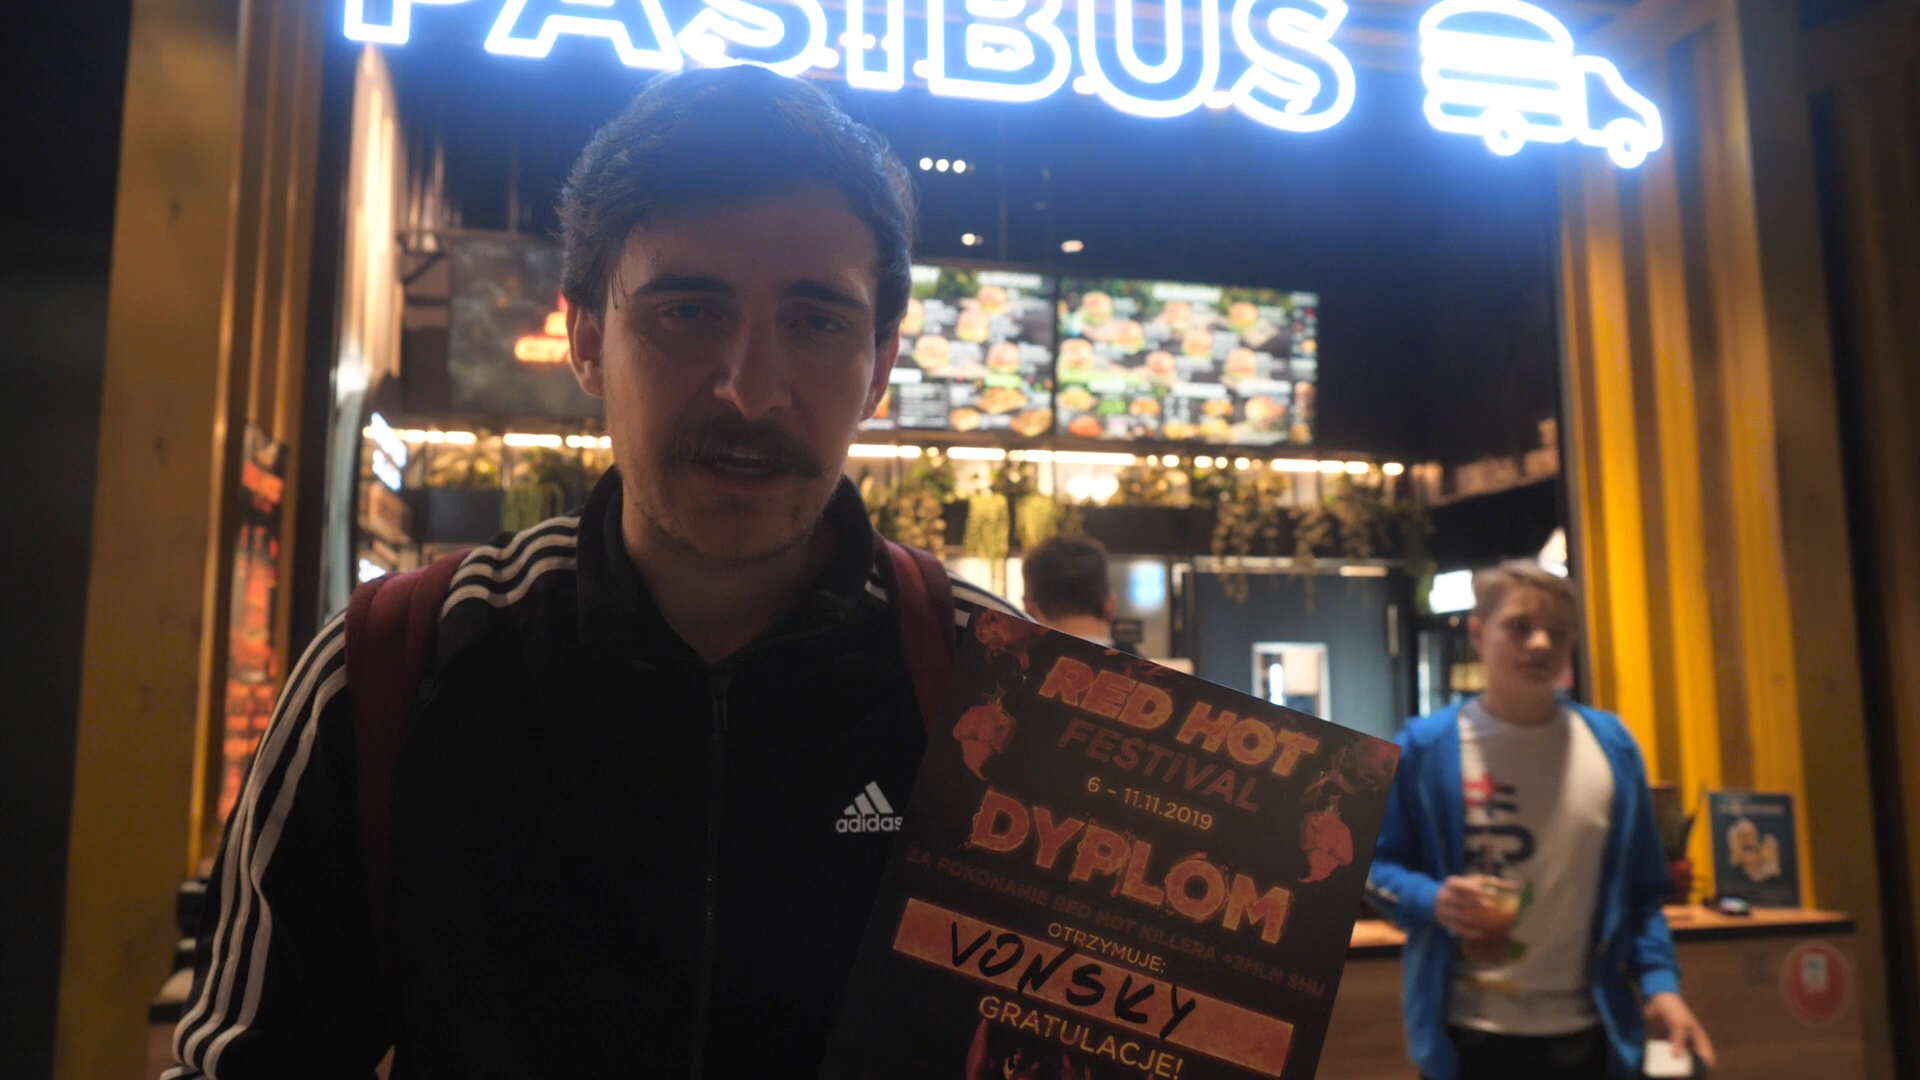 PASIBUS
adidas
RED HOT
FESTIVAL
6 - 11.11.2019
DYPLOM
ZA POKONANIE RED HOT KILLERA +2MLN SHU
OTRZYMUJE:
VONSKY
GRATULACJE!